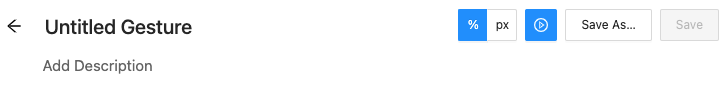 Untitled Gesture
% px Save As... Save
Add Description